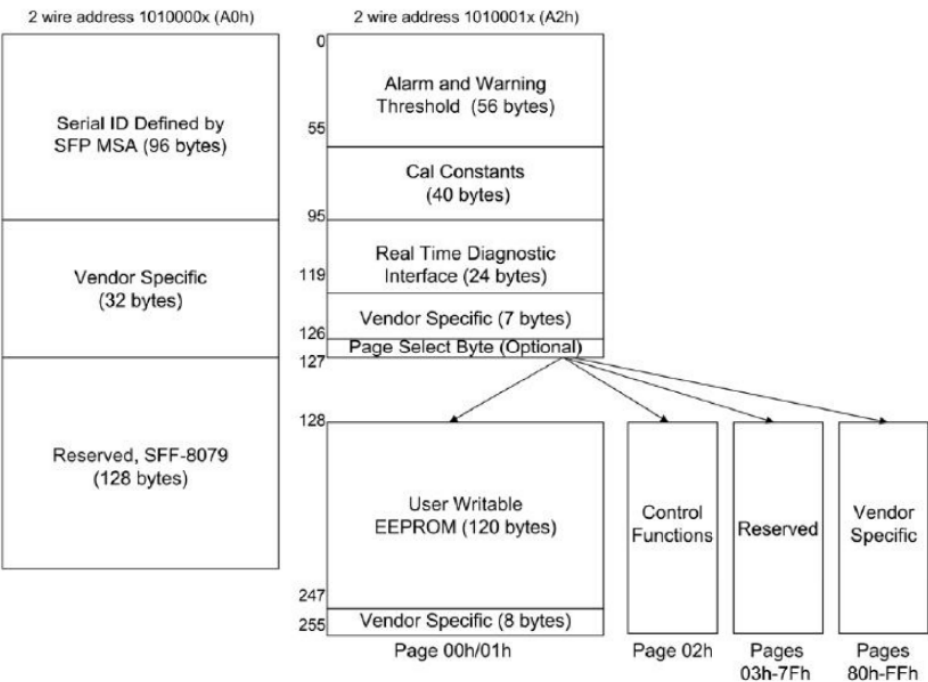 2 wire address 1010000x (A0h)
Serial ID Defined by
SFP MSA (96 bytes)
Vendor Specific
(32 bytes)
Reserved, SFF-8079
(128 bytes)
2 wire address 1010001x (A2h)
0
Alarm and Warning
Threshold (56 bytes)
55
Cal Constants
(40 bytes)
95
Real Time Diagnostic
Interface (24 bytes)
119
Vendor Specific (7 bytes)
126
Page Select Byte (Optional)
127
128
User Writable
EEPROM (120 bytes)
247
Vendor Specific (8 bytes)
255
Page 00h/01h
Control
Functions
Page 02h
Reserved
Pages
03h-7Fh
Vendor
Specific
Pages
80h-FFh